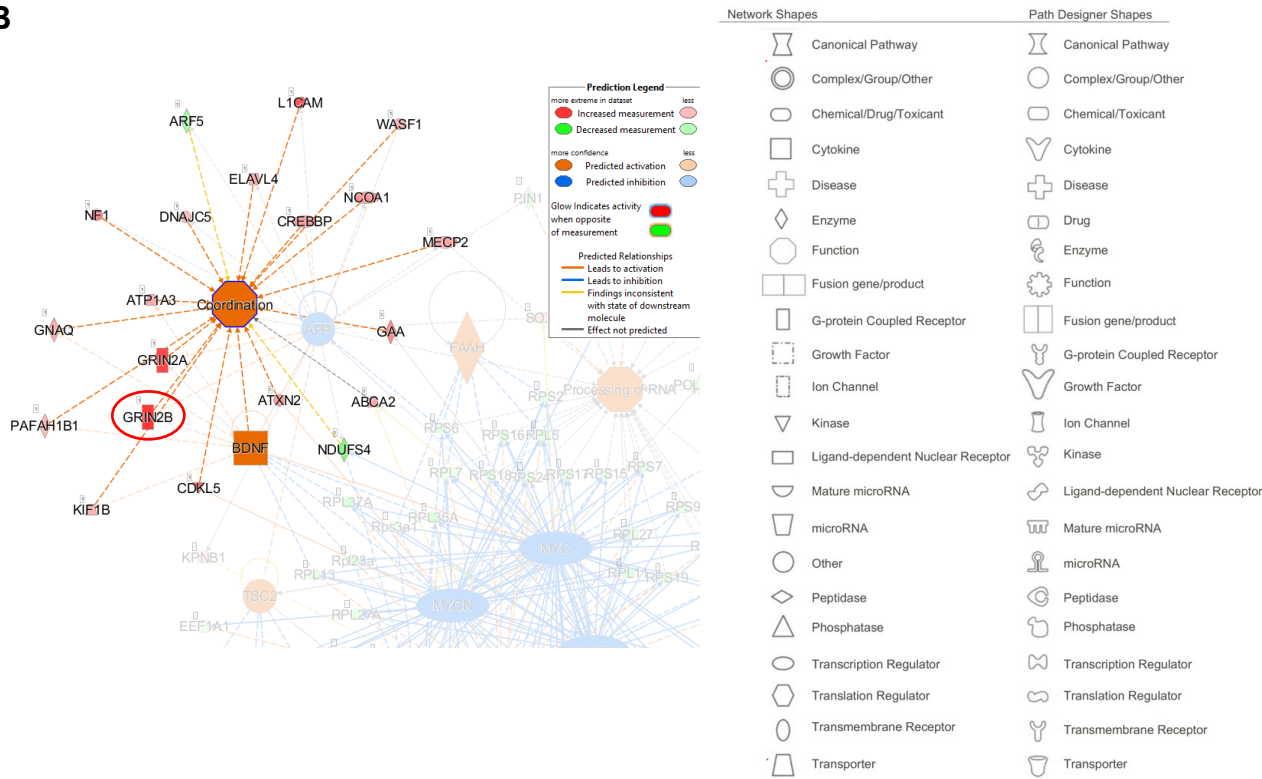 B
L1CAM
ARF5
WASF1
ELAVL4
NCOA1
PIN1
NF1
DNAJC5
CREBBP
MECP2
ATP1A3
Coordination
GNAQ
APP
GAA
FAAH
GRIN2A
Processing of RNA
ATXN2
ABCA2
RPS2
GRIN2B
PAFAH1B1
RPS6
RPS16
RPL5
BDNF
NDUFS4
RPL7
RPS18
RPS24
RPS17
RPS15
RPS7
CDKL5
KIF1B
RPL37A
Rps3a1
RPL36A
RPS9
RPL27
MYC
KPNB1
Rpl23a
RPL13
RPS19
TSC2
MYCN
RPL27A
EEF1A1
Prediction Legend
more extreme in dataset less
Increased measurement
Decreased measurement
more confidence less
Predicted activation
Predicted inhibition
Glow Indicates activity
when opposite
of measurement
Predicted Relationships
Leads to activation
Leads to inhibition
Findings inconsistent
with state of downstream
molecule
Effect not predicted
Network Shapes
Canonical Pathway
Complex/Group/Other
Chemical/Drug/Toxicant
Cytokine
Disease
Enzyme
Function
Fusion gene/product
G-protein Coupled Receptor
Growth Factor
Ion Channel
Kinase
Ligand-dependent Nuclear Receptor
Mature microRNA
microRNA
Other
Peptidase
Phosphatase
Transcription Regulator
Translation Regulator
Transmembrane Receptor
Transporter
Path Designer Shapes
Canonical Pathway
Complex/Group/Other
Chemical/Toxicant
Cytokine
Disease
Drug
Enzyme
Function
Fusion gene/product
G-protein Coupled Receptor
Growth Factor
Ion Channel
Kinase
Ligand-dependent Nuclear Receptor
Mature microRNA
microRNA
Peptidase
Phosphatase
Transcription Regulator
Translation Regulator
Transmembrane Receptor
Transporter